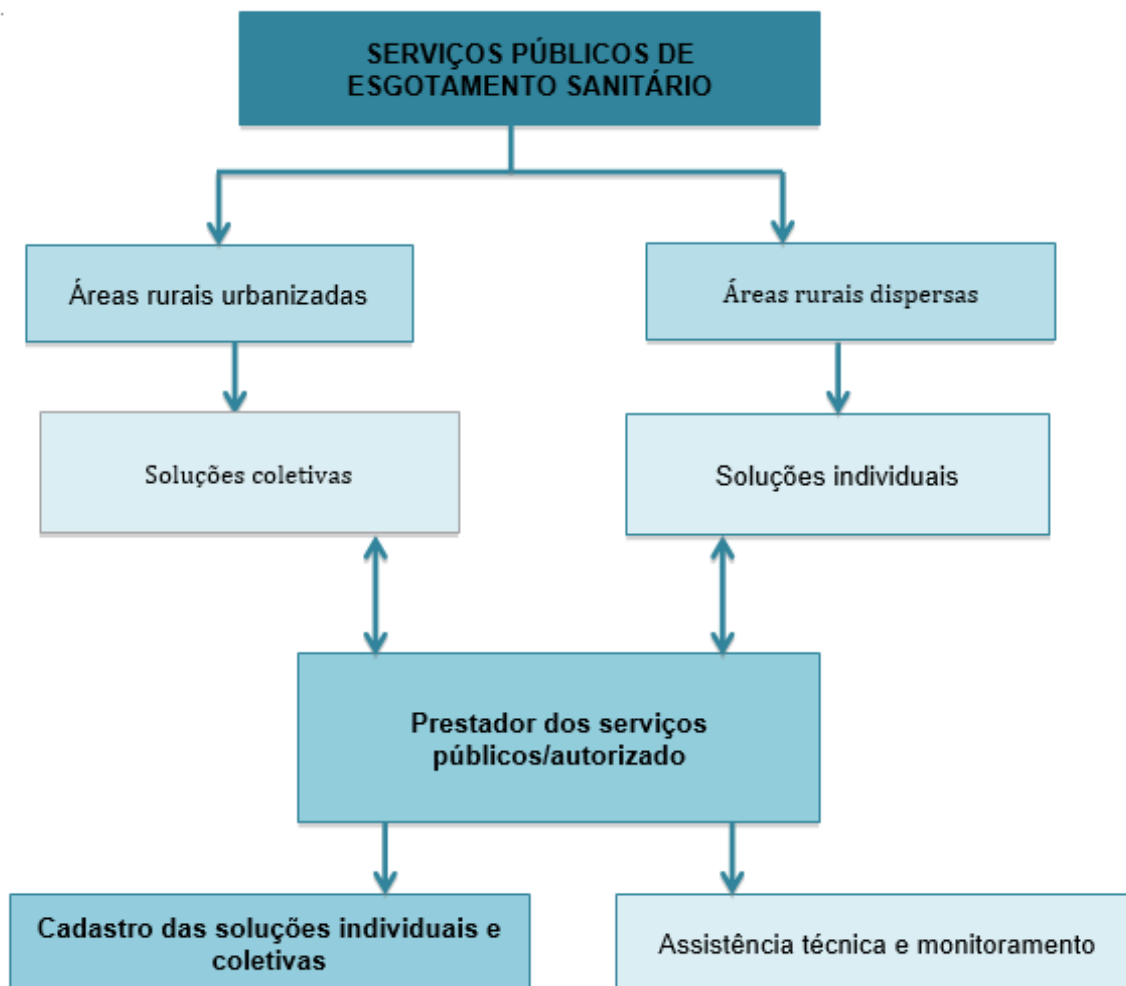 SERVIÇOS PÚBLICOS DE
ESGOTAMENTO SANITÁRIO
Áreas rurais urbanizadas
Áreas rurais dispersas
Soluções coletivas
Soluções individuais
Prestador dos serviços
públicos/autorizado
Cadastro das soluções individuais e
coletivas
Assistência técnica e monitoramento